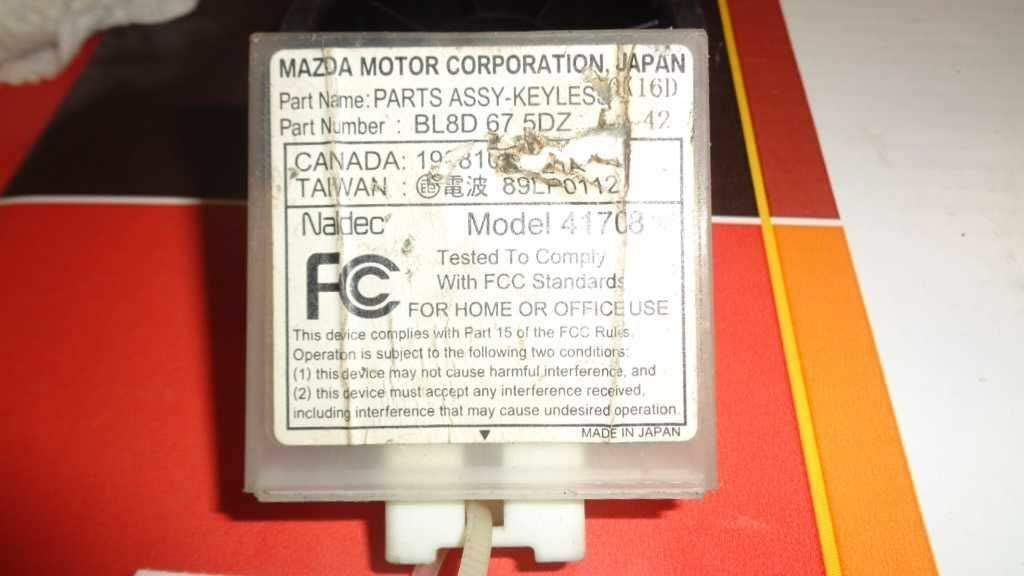 MAZDA MOTOR CORPORATION, JAPAN
Part Name: PARTS ASSY-KEYLESS 16D
Part Number : BL8D 67 5DZ 42
CANADA:
TAIWAN : 電波
Naldec Model 41708
FC Tested To Comply
With FCC Standards
FOR HOME OR OFFICE USE
This device complies with Part 15 of the FCC Rules.
Operation is subject to the following two conditions:
(1) this device may not cause harmful interference, and
(2) this device must accept any interference received,
including interference that may cause undesired operation.
MADE IN JAPAN